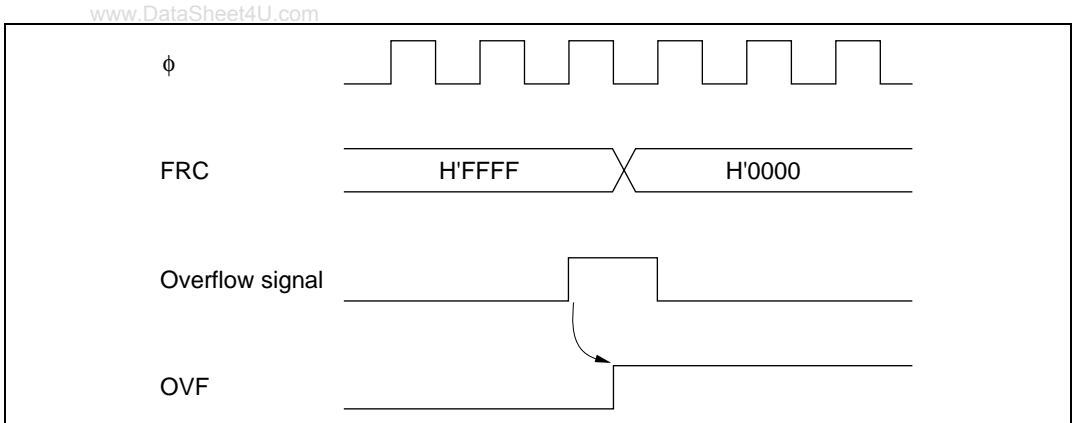 www.DataSheet4U.com
ϕ
FRC
H'FFFF
H'0000
Overflow signal
OVF